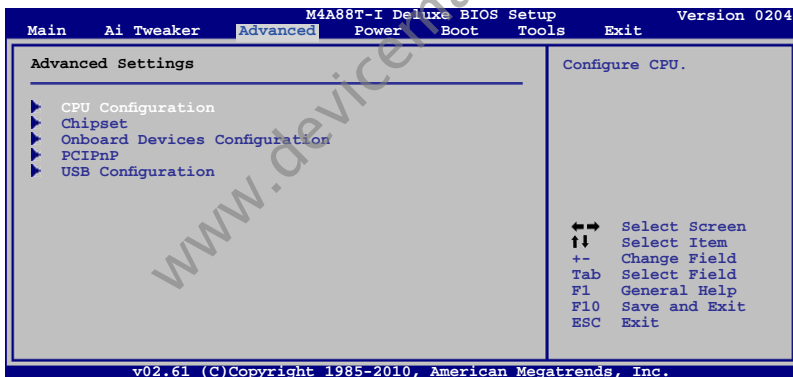 M4A88T-I Deluxe BIOS Setup Version 0204
Main Ai Tweaker Advanced Power Boot Tools Exit
Advanced Settings
CPU Configuration
Chipset
Onboard Devices Configuration
PCIPnP
USB Configuration
Configure CPU.
←→ Select Screen
↑↓ Select Item
+- Change Field
Tab Select Field
F1 General Help
F10 Save and Exit
ESC Exit
v02.61 (C)Copyright 1985-2010, American Megatrends, Inc.